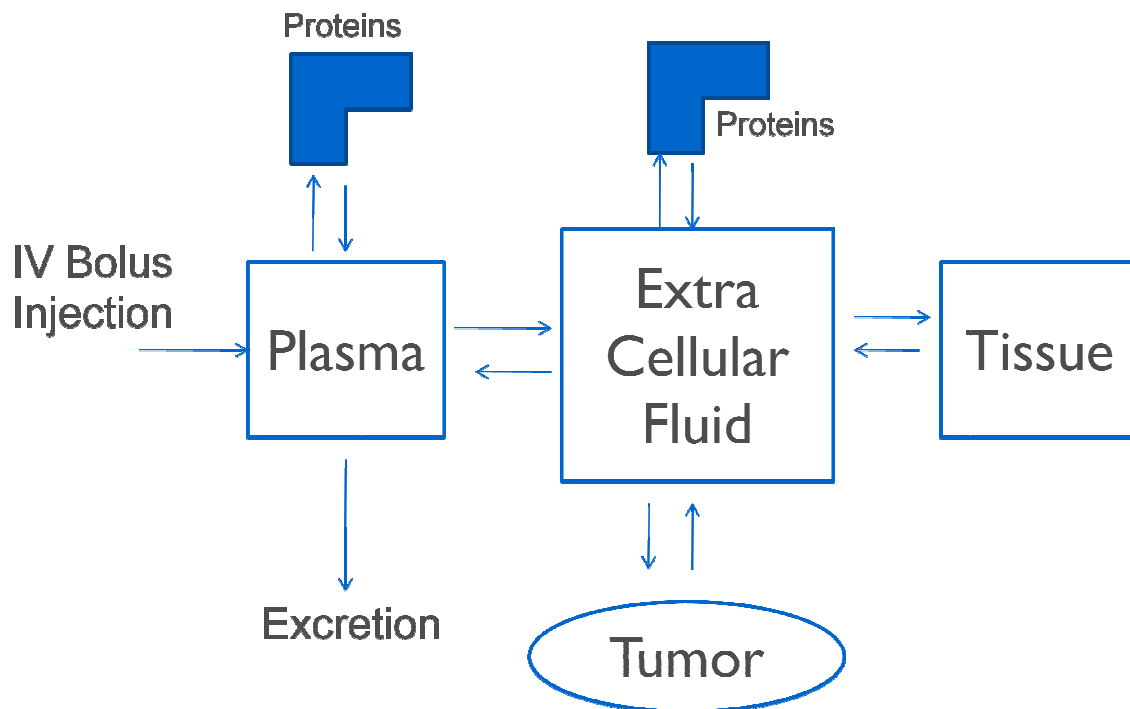 Proteins
Proteins
IV Bolus
Injection
Plasma
Extra
Cellular
Fluid
Tissue
Excretion
Tumor